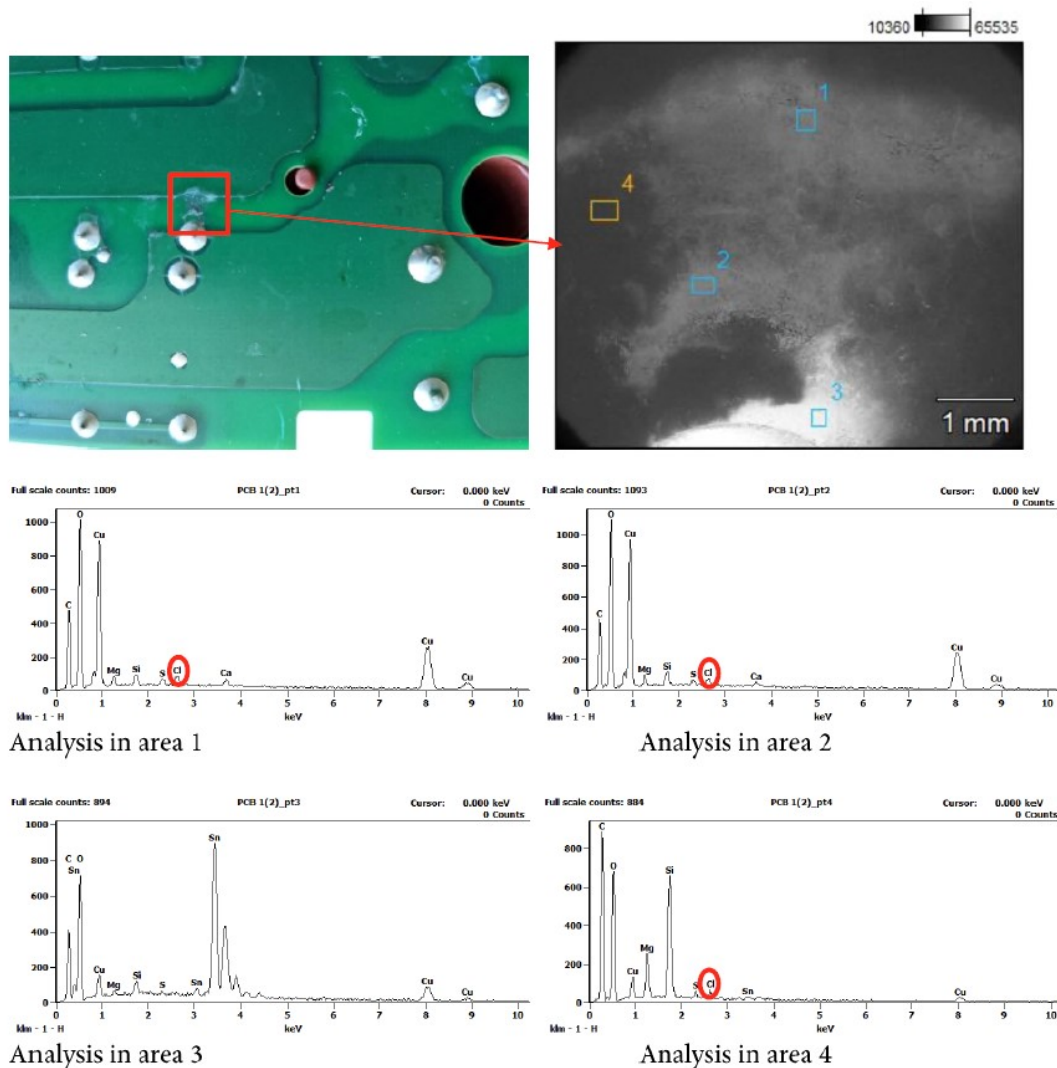 10360 65535
1
4
2
3
1 mm
Full scale counts: 1009 PCB 1(2)_pt1 Cursor: 0.000 keV
0 Counts
1000
800
600
400
200
0
O
Cu
C
Mg
Si
S
Cl
Ca
Cu
Cu
0 1 2 3 4 5 6 7 8 9 10
klm - 1 - H keV
Analysis in area 1
Full scale counts: 1093 PCB 1(2)_pt2 Cursor: 0.000 keV
0 Counts
1000
800
600
400
200
0
O
Cu
C
Mg
Si
S
Cl
Ca
Cu
Cu
0 1 2 3 4 5 6 7 8 9 10
klm - 1 - H keV
Analysis in area 2
Full scale counts: 894 PCB 1(2)_pt3 Cursor: 0.000 keV
0 Counts
1000
800
600
400
200
0
C O
Sn
Cu
Mg
Si
S
Sn
Sn
Cu
Cu
0 1 2 3 4 5 6 7 8 9 10
klm - 1 - H keV
Analysis in area 3
Full scale counts: 884 PCB 1(2)_pt4 Cursor: 0.000 keV
0 Counts
800
600
400
200
0
C
O
Cu
Mg
Si
S
Cl
Sn
Cu
0 1 2 3 4 5 6 7 8 9 10
klm - 1 - H keV
Analysis in area 4